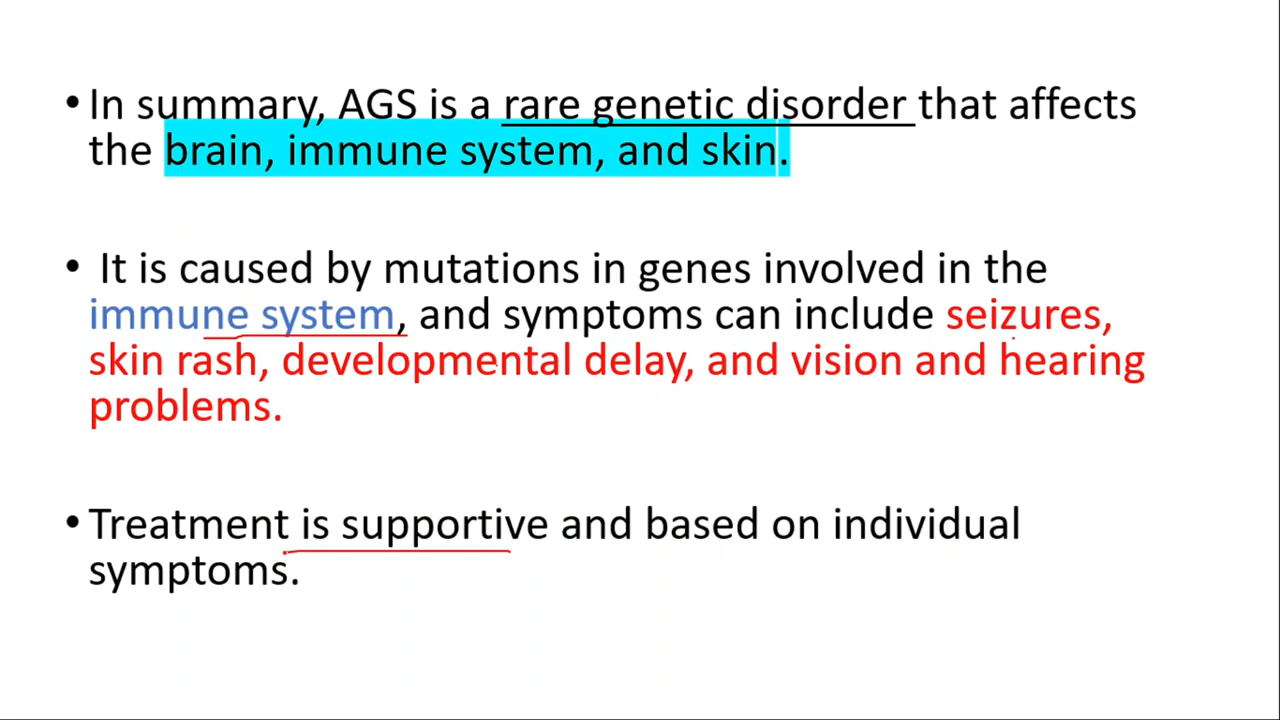 • In summary, AGS is a rare genetic disorder that affects
the brain, immune system, and skin.
• It is caused by mutations in genes involved in the
immune system, and symptoms can include seizures,
skin rash, developmental delay, and vision and hearing
problems.
• Treatment is supportive and based on individual
symptoms.